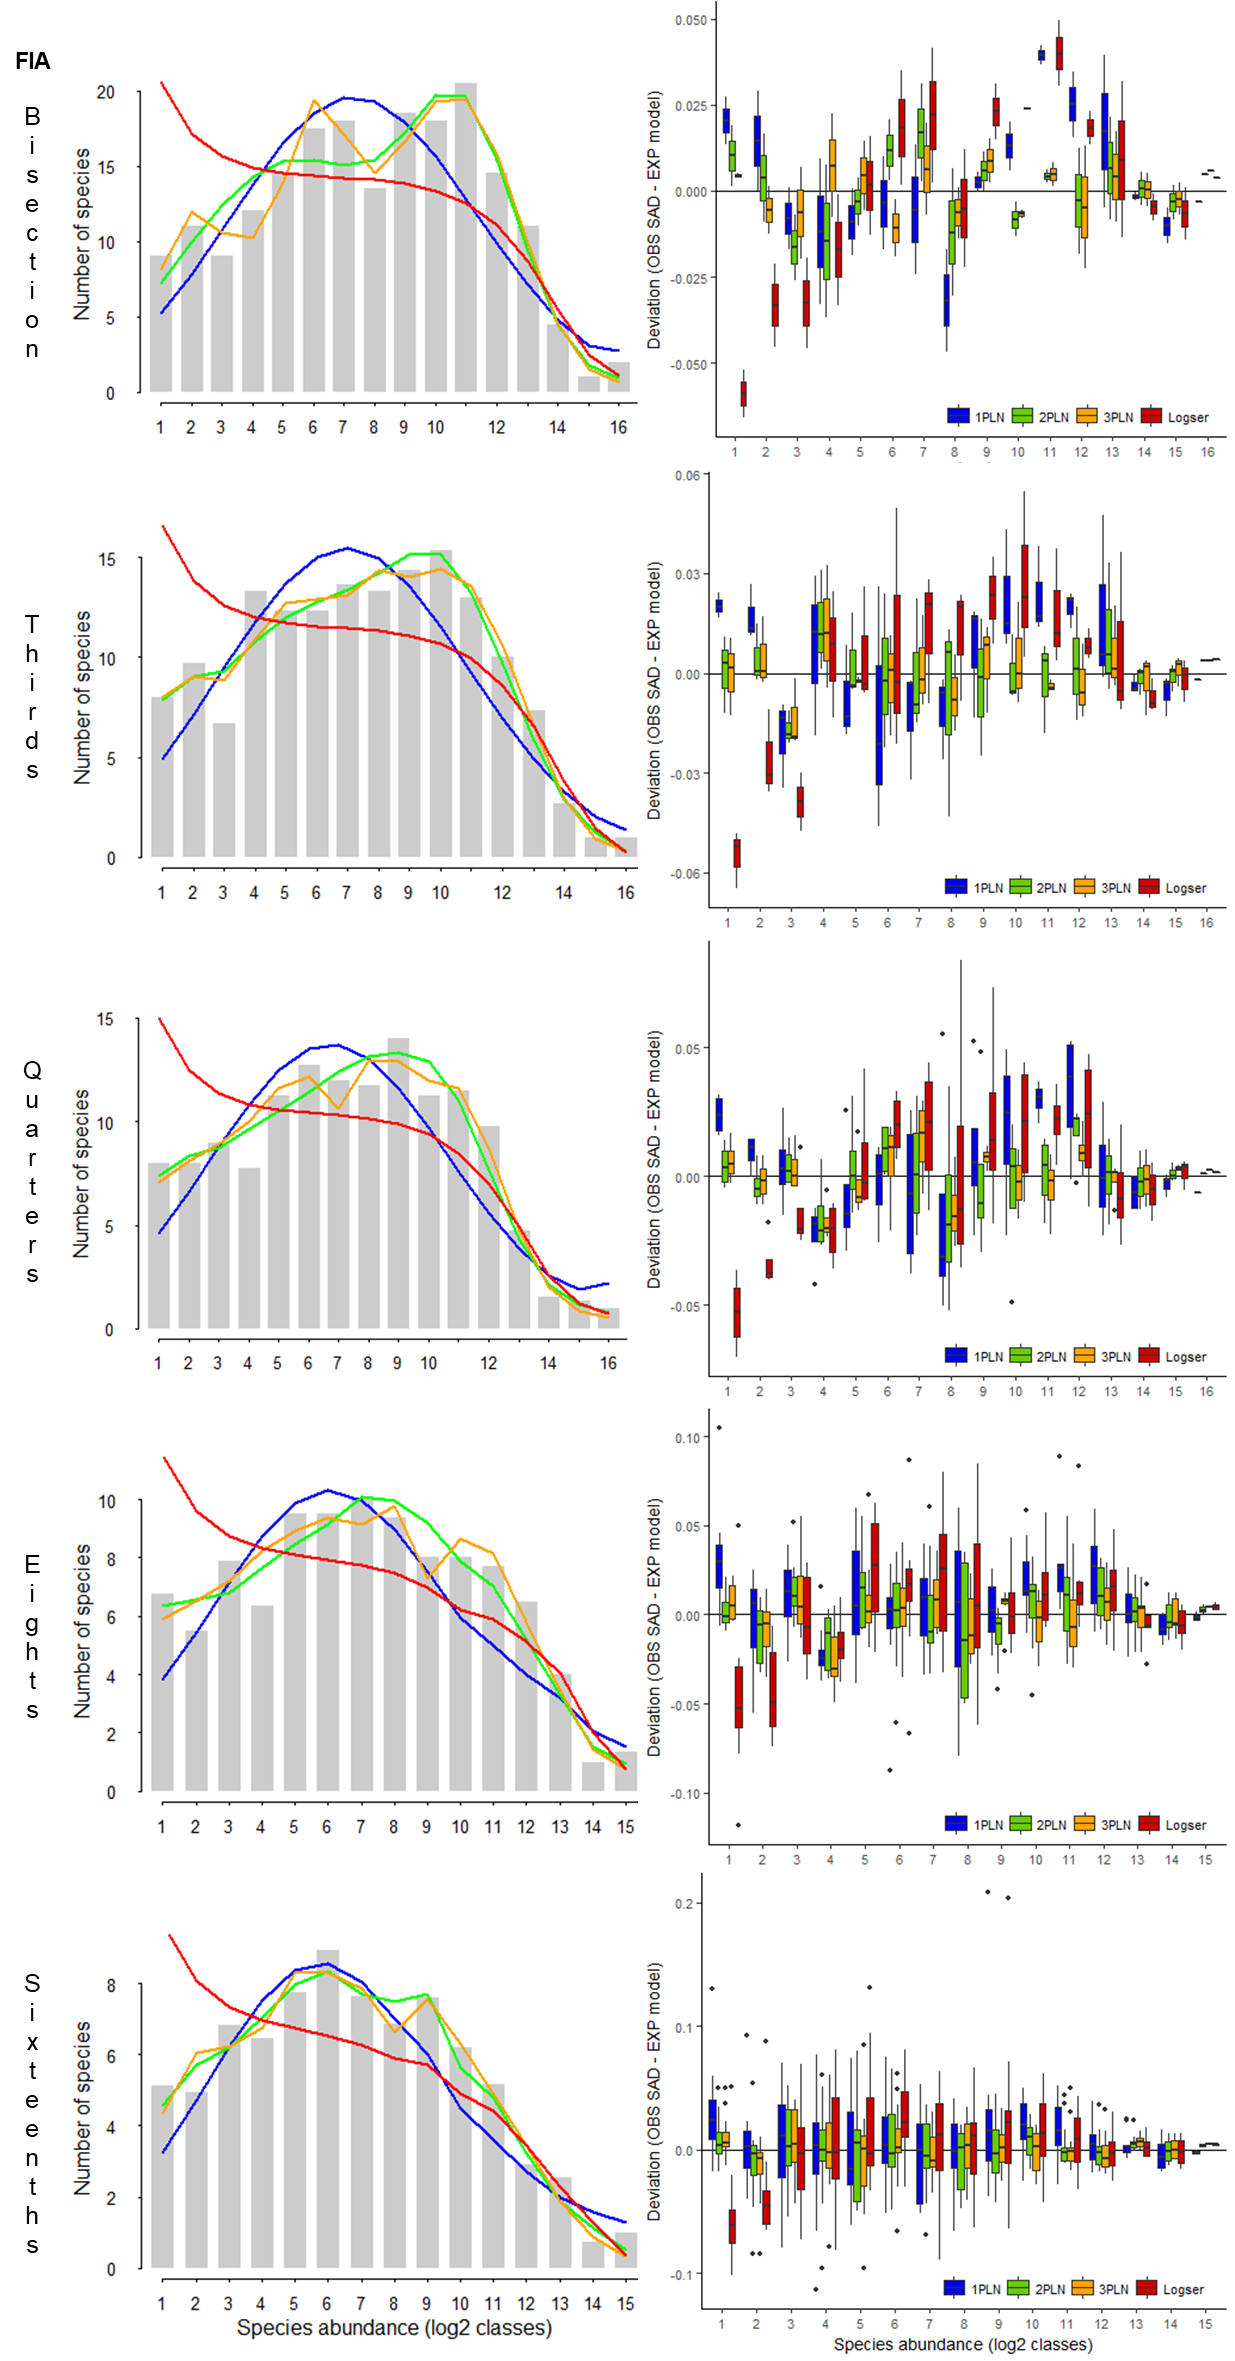 FIA
Bisection
Number of species
20
15
10
5
0
1 2 3 4 5 6 7 8 9 10 12 14 16
Deviation (OBS SAD - EXP model)
0.050
0.025
0.000
-0.025
-0.050
1PLN 2PLN 3PLN Logser
1 2 3 4 5 6 7 8 9 10 11 12 13 14 15 16
Thirds
Number of species
15
10
5
0
1 2 3 4 5 6 7 8 9 10 12 14 16
Deviation (OBS SAD - EXP model)
0.06
0.03
0.00
-0.03
-0.06
1PLN 2PLN 3PLN Logser
1 2 3 4 5 6 7 8 9 10 11 12 13 14 15 16
Quarters
Number of species
15
10
5
0
1 2 3 4 5 6 7 8 9 10 12 14 16
Deviation (OBS SAD - EXP model)
0.05
0.00
-0.05
1PLN 2PLN 3PLN Logser
1 2 3 4 5 6 7 8 9 10 11 12 13 14 15 16
Eights
Number of species
10
8
6
4
2
0
1 2 3 4 5 6 7 8 9 10 11 12 13 14 15
Deviation (OBS SAD - EXP model)
0.10
0.05
0.00
-0.05
-0.10
1PLN 2PLN 3PLN Logser
1 2 3 4 5 6 7 8 9 10 11 12 13 14 15
Sixteenths
Number of species
8
6
4
2
0
1 2 3 4 5 6 7 8 9 10 11 12 13 14 15
Species abundance (log2 classes)
Deviation (OBS SAD - EXP model)
0.2
0.1
0.0
-0.1
1PLN 2PLN 3PLN Logser
1 2 3 4 5 6 7 8 9 10 11 12 13 14 15
Species abundance (log2 classes)